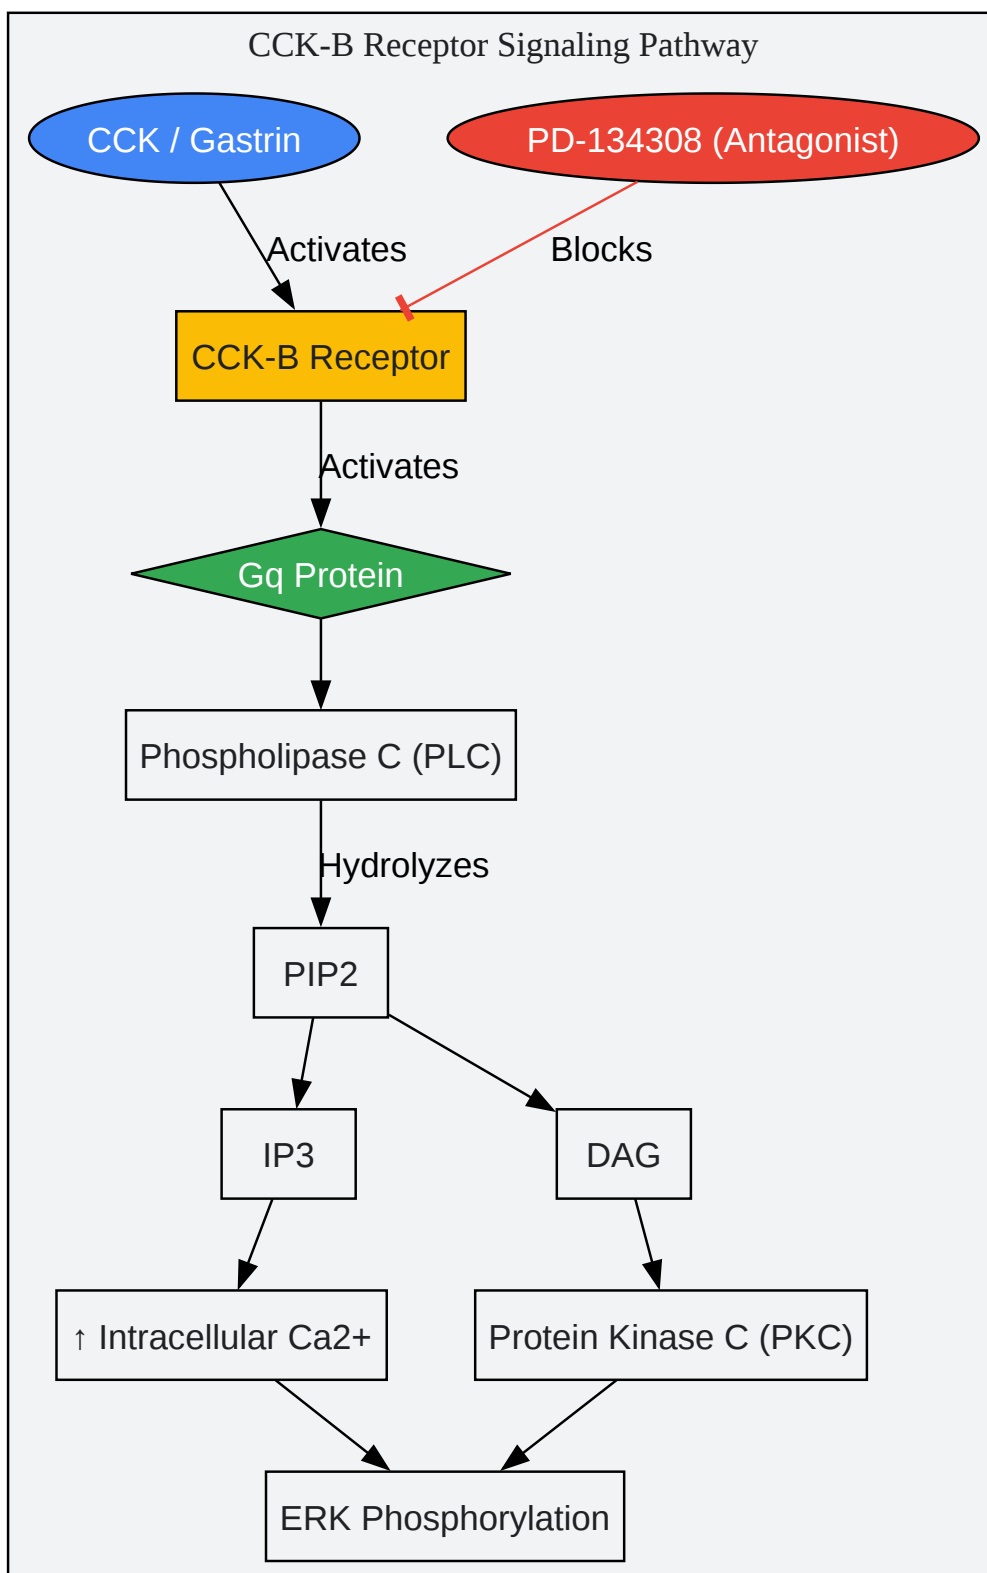 CCK-B Receptor Signaling Pathway
CCK / Gastrin
PD-134308 (Antagonist)
Activates
Blocks
CCK-B Receptor
Activates
Gq Protein
Phospholipase C (PLC)
Hydrolyzes
PIP2
IP3
DAG
↑ Intracellular Ca2+
Protein Kinase C (PKC)
ERK Phosphorylation